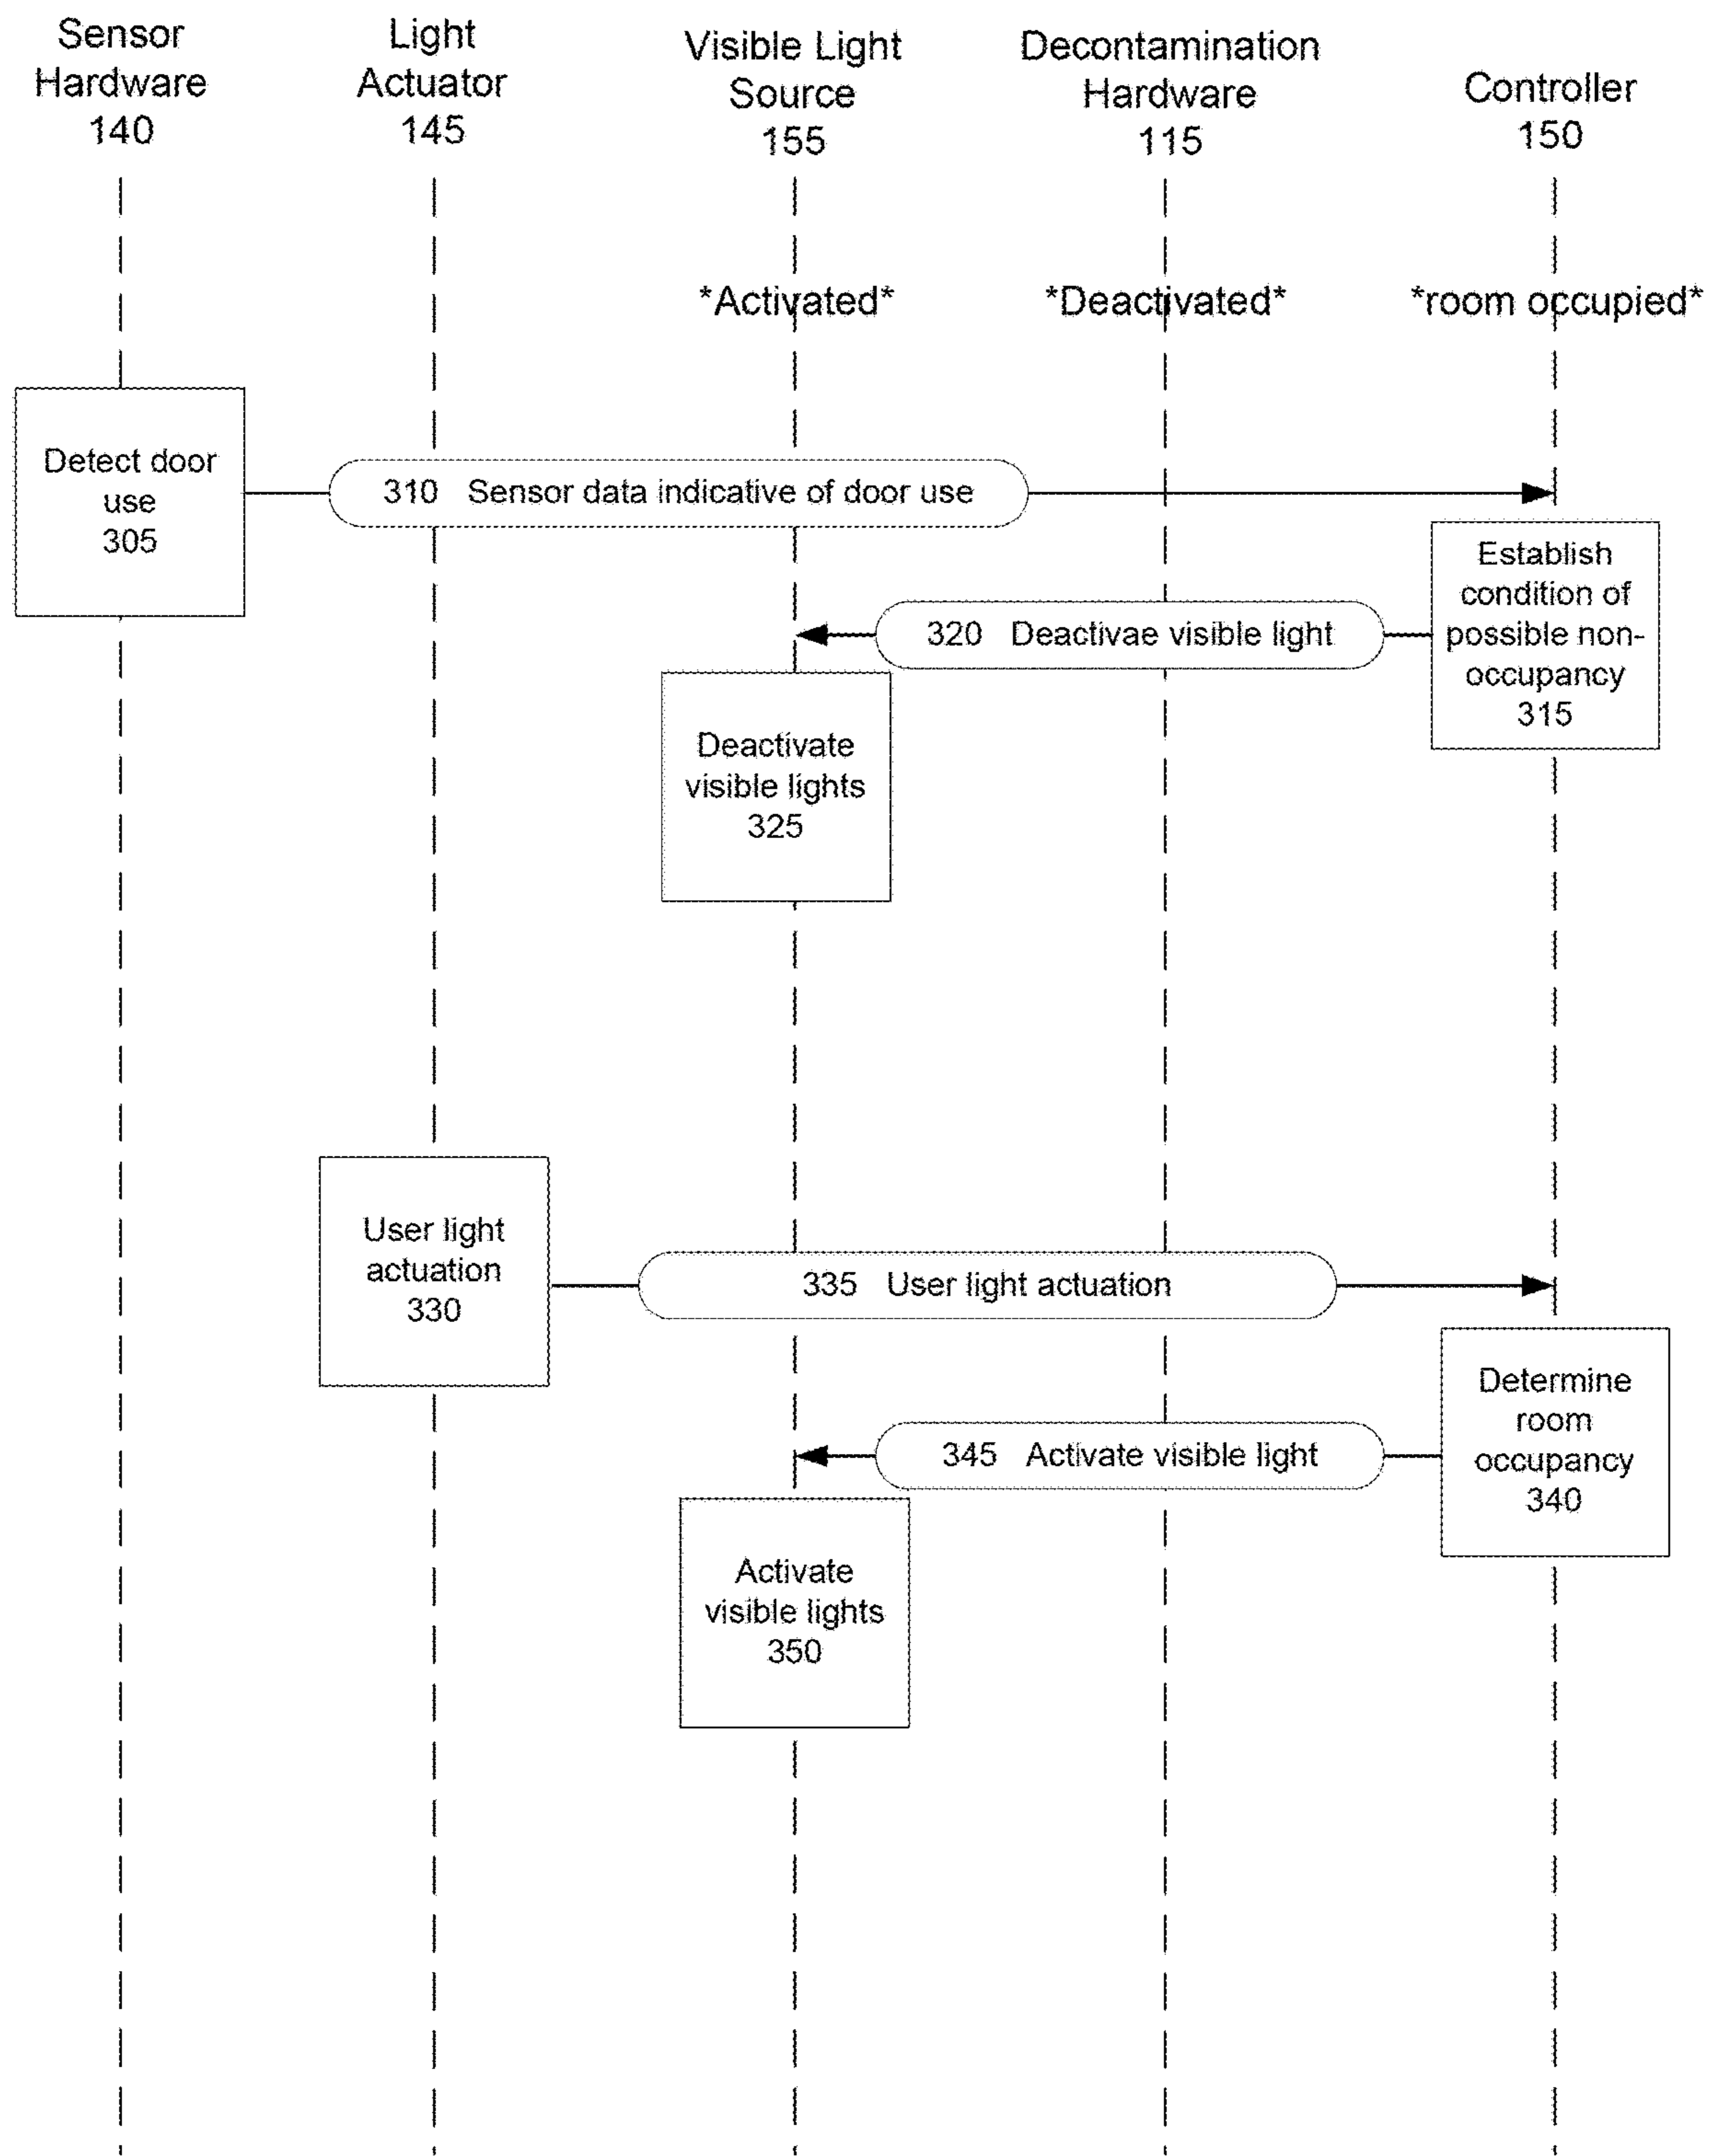 Sensor
Hardware
140
Light
Actuator
145
Visible Light
Source
155
Decontamination
Hardware
115
Controller
150
*Activated*
*Deactivated*
*room occupied*
Detect door
use
305
310 Sensor data indicative of door use
Establish
condition of
possible non-
occupancy
315
320 Deactivae visible light
Deactivate
visible lights
325
User light
actuation
330
335 User light actuation
Determine
room
occupancy
340
345 Activate visible light
Activate
visible lights
350